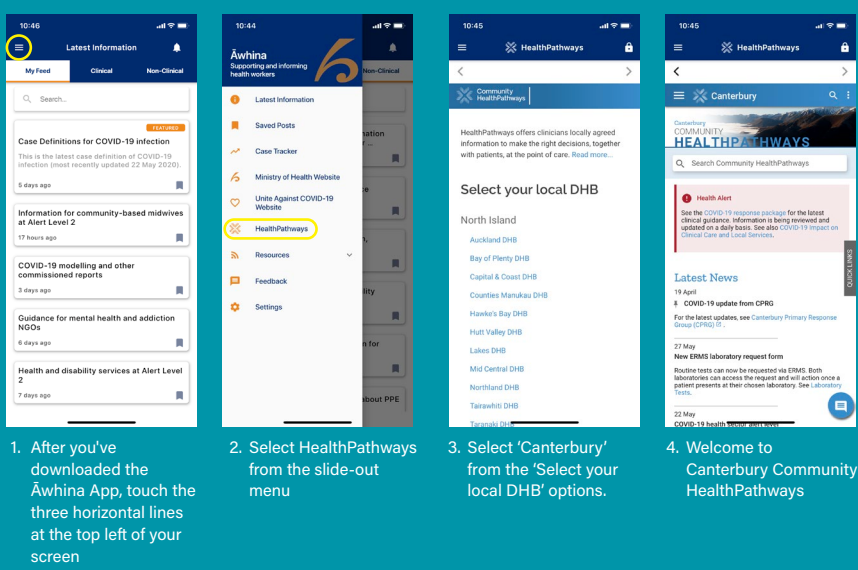 10:46
Latest Information
My Feed
Clinical
Non-Clinical
Search...
FEATURED
Case Definitions for COVID-19
infection
This is the latest case definition of COVID-19
infection (most recently updated 22 May 2020).
5 days ago
Information for community-based midwives
at Alert Level 2
17 hours ago
COVID-19 modelling and other
commissioned reports
3 days ago
Guidance for mental health and addiction
NGOs
6 days ago
Health and disability services at Alert Level
2
7 days ago
1. After you've
downloaded the
Āwhina App, touch the
three horizontal lines
at the top left of your
screen
10:44
Āwhina
Supporting and informing
health workers
Non-Clinical
Latest Information
Saved Posts
Case Tracker
Ministry of Health Website
Unite Against COVID-19
Website
HealthPathways
Resources
Feedback
Settings
about PPE
2. Select HealthPathways
from the slide-out
menu
10:45
HealthPathways
Community
HealthPathways
HealthPathways offers clinicians locally agreed
information to make the right decisions, together
with patients, at the point of care. Read more...
Select your local DHB
North Island
Auckland DHB
Bay of Plenty DHB
Capital & Coast DHB
Counties Manukau DHB
Hawke's Bay DHB
Hutt Valley DHB
Lakes DHB
Mid Central DHB
Northland DHB
Tairawhiti DHB
Taranaki DHB
3. Select 'Canterbury'
from the 'Select your
local DHB' options.
10:45
HealthPathways
Canterbury
Canterbury
COMMUNITY
HEALTHPATHWAYS
Search Community HealthPathways
Health Alert
See the COVID-19 response package for the latest
clinical guidance. Information is being reviewed and
updated on a daily basis. See also COVID-19 Impact on
Clinical Care and Local Services.
QUICK LINKS
Latest News
19 April
COVID-19 update from CPRG
For the latest updates, see Canterbury Primary Response
Group (CPRG).
27 May
New ERMS laboratory request form
Routine tests can now be requested via ERMS. Both
laboratories can access the request and will action once a
patient presents at their chosen laboratory. See Laboratory
Tests.
22 May
COVID-19 health sector alert level
4. Welcome to
Canterbury Community
HealthPathways